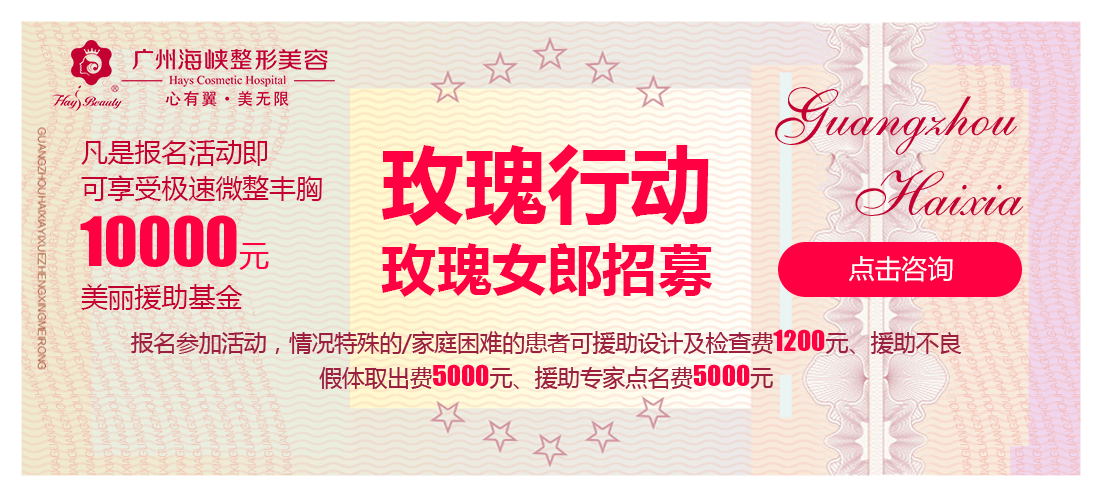 广州海峡整形美容
Hays Cosmetic Hospital
心有翼·美无限
Hays Beauty®
凡是报名活动即
可享受极速微整丰胸
10000元
美丽援助基金
玫瑰行动
玫瑰女郎招募
Guangzhou
Haixia
点击咨询
报名参加活动，情况特殊的/家庭困难的患者可援助设计及检查费1200元、援助不良
假体取出费5000元、援助专家点名费5000元
GUANGZHOUHAIXIAYIXUEZHENGXINGMEIRONG